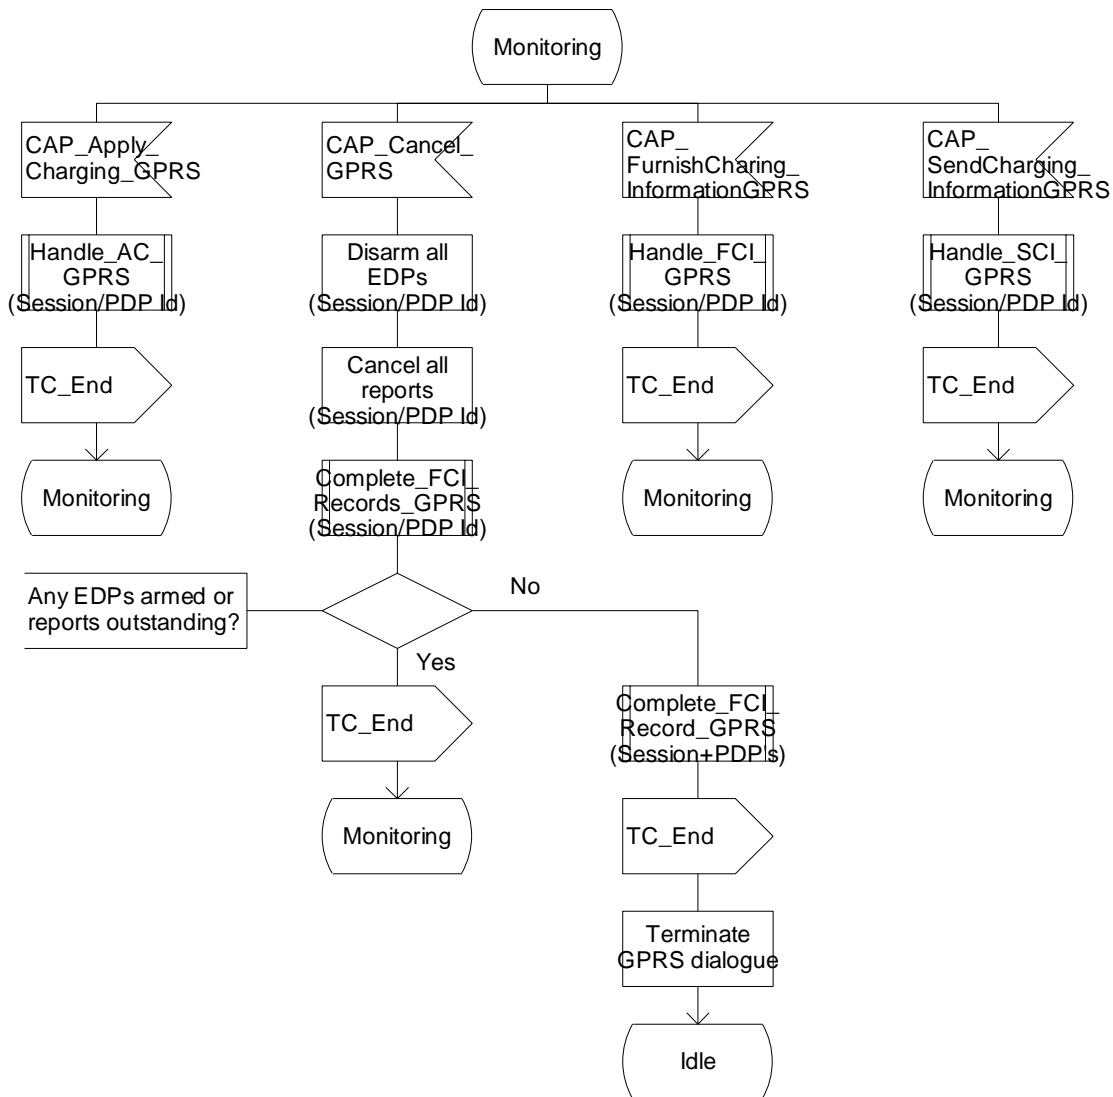 Monitoring
CAP_Apply_
Charging_GPRS
CAP_Cancel_
GPRS
CAP_
FurnishCharing_
InformationGPRS
CAP_
SendCharging_
InformationGPRS
Handle_AC_
GPRS
(Session/PDP Id)
Disarm all
EDPs
(Session/PDP Id)
Handle_FCI_
GPRS
(Session/PDP Id)
Handle_SCI_
GPRS
(Session/PDP Id)
TC_End
Cancel all
reports
(Session/PDP Id)
TC_End
TC_End
Monitoring
Complete_FCI_
Records_GPRS
(Session/PDP Id)
Monitoring
Monitoring
Any EDPs armed or
reports outstanding?
No
Yes
TC_End
Complete_FCI_
Record_GPRS
(Session+PDP's)
Monitoring
TC_End
Terminate
GPRS dialogue
Idle